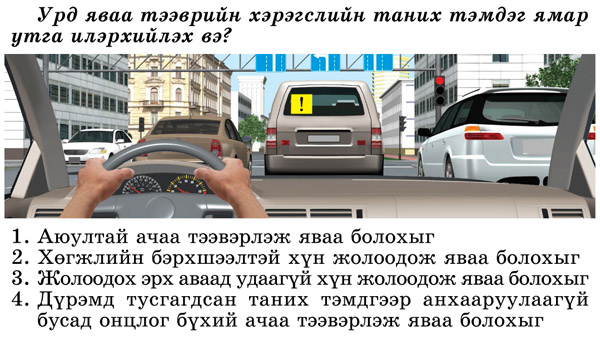 Урд яваа тээврийн хэрэгслийн таних тэмдэг ямар
утга илэрхийлэх вэ?
!
1. Аюултай ачаа тээвэрлэж яваа болохыг
2. Хөгжлийн бэрхшээлтэй хүн жолоодож яваа болохыг
3. Жолоодох эрх аваад удаагүй хүн жолоодож яваа болохыг
4. Дүрэмд тусгагдсан таних тэмдгээр анхааруулаагүй
бусад онцлог бүхий ачаа тээвэрлэж яваа болохыг